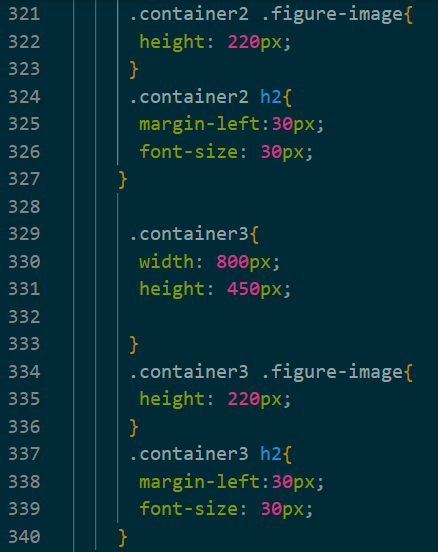 321 .container2 .figure-image{
322 height: 220px;
323 }
324 .container2 h2{
325 margin-left:30px;
326 font-size: 30px;
327 }
328
329 .container3{
330 width: 800px;
331 height: 450px;
332
333 }
334 .container3 .figure-image{
335 height: 220px;
336 }
337 .container3 h2{
338 margin-left:30px;
339 font-size: 30px;
340 }